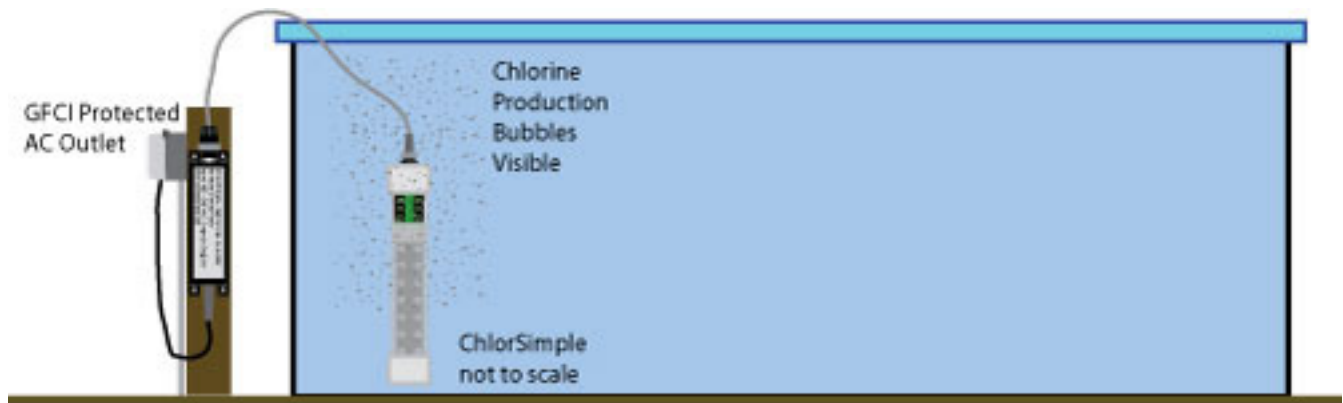 GFCI Protected
AC Outlet
Chlorine
Production
Bubbles
Visible
ChlorSimple
not to scale